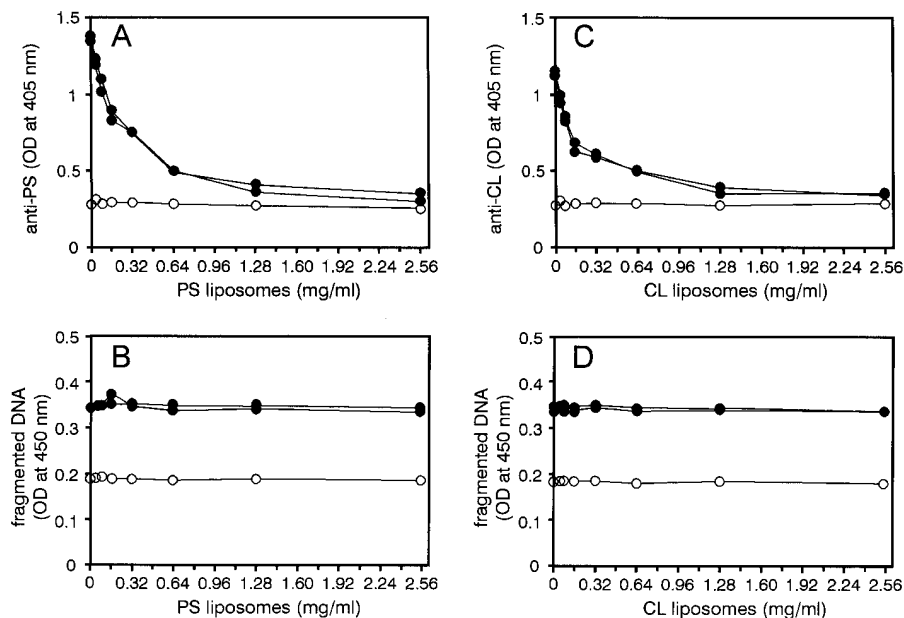 A
anti-PS (OD at 405 nm)
1.5
1
0.5
0
0 0.32 0.64 0.96 1.28 1.60 1.92 2.24 2.56
PS liposomes (mg/ml)
C
anti-CL (OD at 405 nm)
1.5
1
0.5
0
0 0.32 0.64 0.96 1.28 1.60 1.92 2.24 2.56
CL liposomes (mg/ml)
B
fragmented DNA
(OD at 450 nm)
0.5
0.4
0.3
0.2
0.1
0
0 0.32 0.64 0.96 1.28 1.60 1.92 2.24 2.56
PS liposomes (mg/ml)
D
fragmented DNA
(OD at 450 nm)
0.5
0.4
0.3
0.2
0.1
0
0 0.32 0.64 0.96 1.28 1.60 1.92 2.24 2.56
CL liposomes (mg/ml)